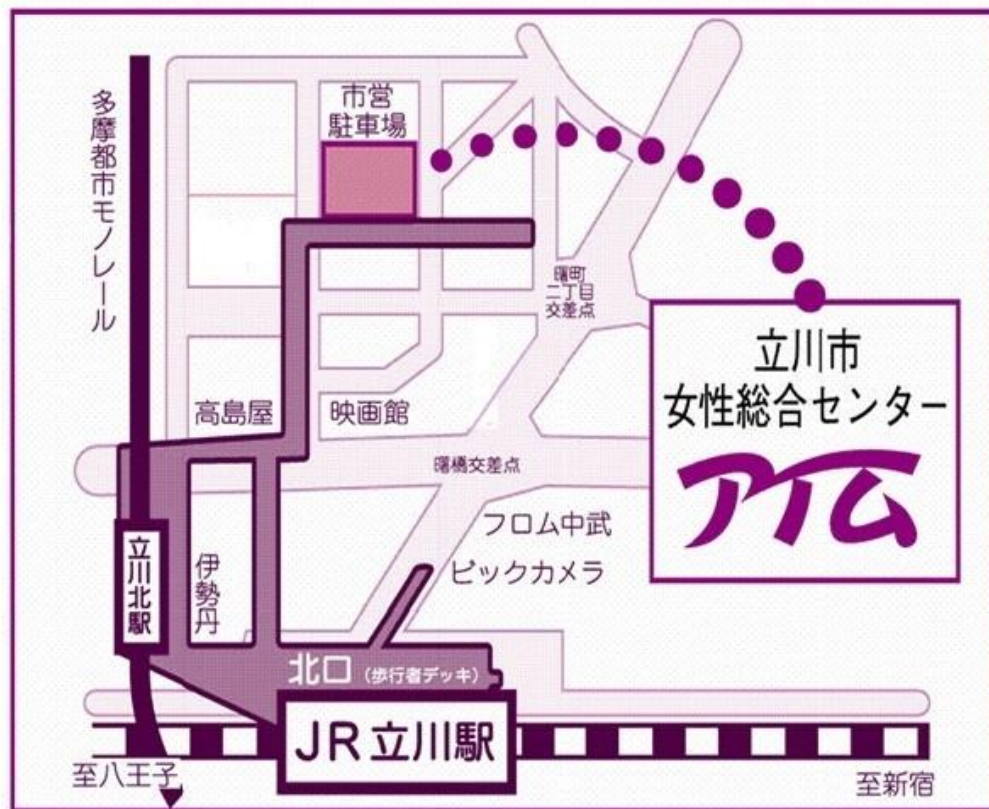 多摩都市モノレール
市営
駐車場
曙町
二丁目
交差点
立川市
女性総合センター
アイム
高島屋
映画館
曙橋交差点
フロム中武
ビックカメラ
立川北駅
伊勢丹
北口（歩行者デッキ）
JR立川駅
至八王子
至新宿